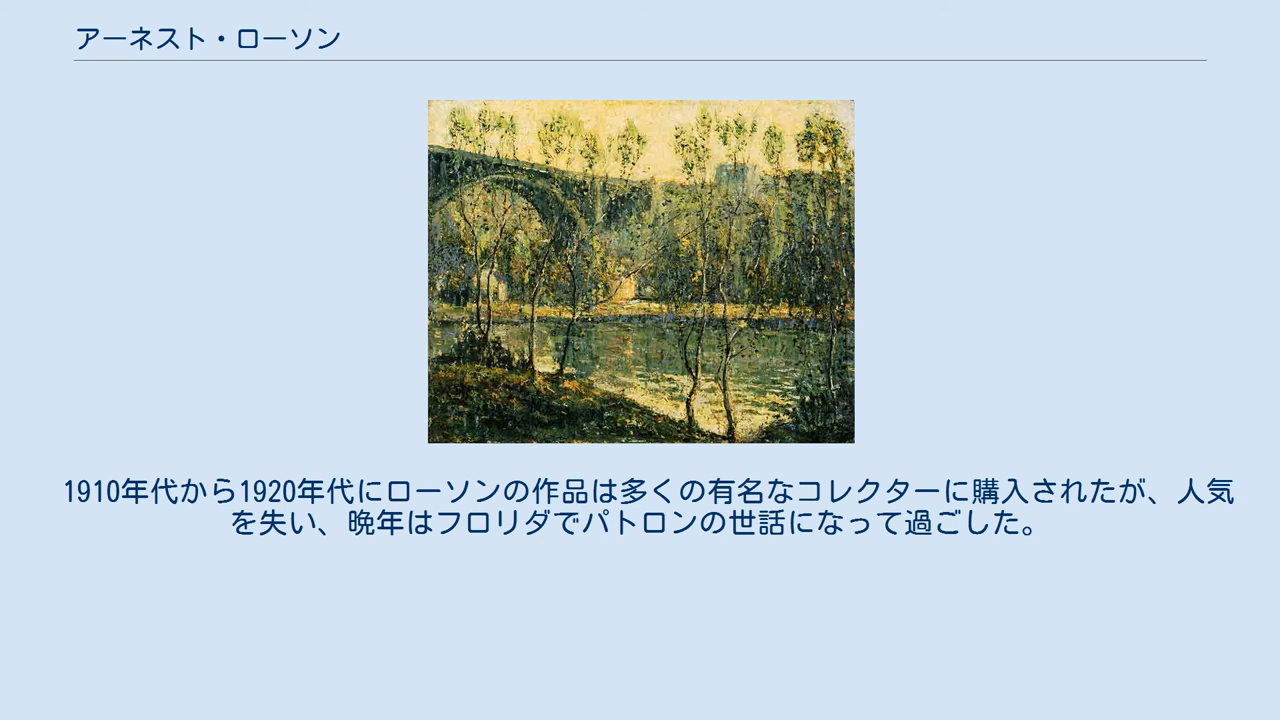 アーネスト・ローソン
1910年代から1920年代にローソンの作品は多くの有名なコレクターに購入されたが、人気
を失い、晩年はフロリダでパトロンの世話になって過ごした。